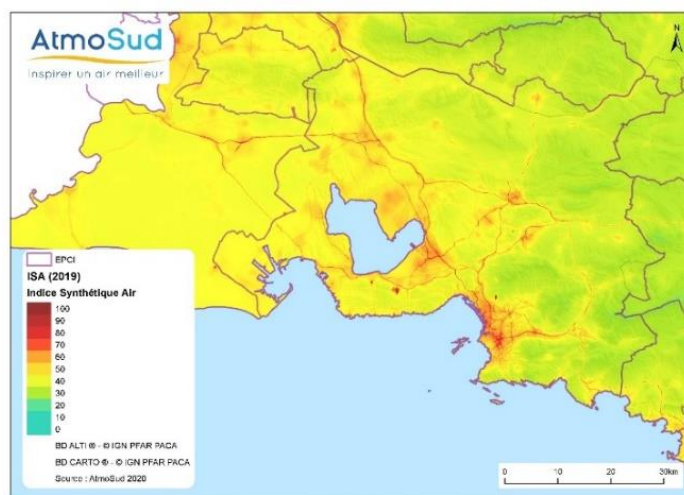 AtmoSud
Inspirer un air meilleur
N
EPCI
ISA (2019)
Indice Synthétique Air
100
90
80
70
60
50
40
30
20
10
0
BD ALTI ® - © IGN PFAR PACA
BD CARTO ® - © IGN PFAR PACA
Source : AtmoSud 2020
0 10 20 30km